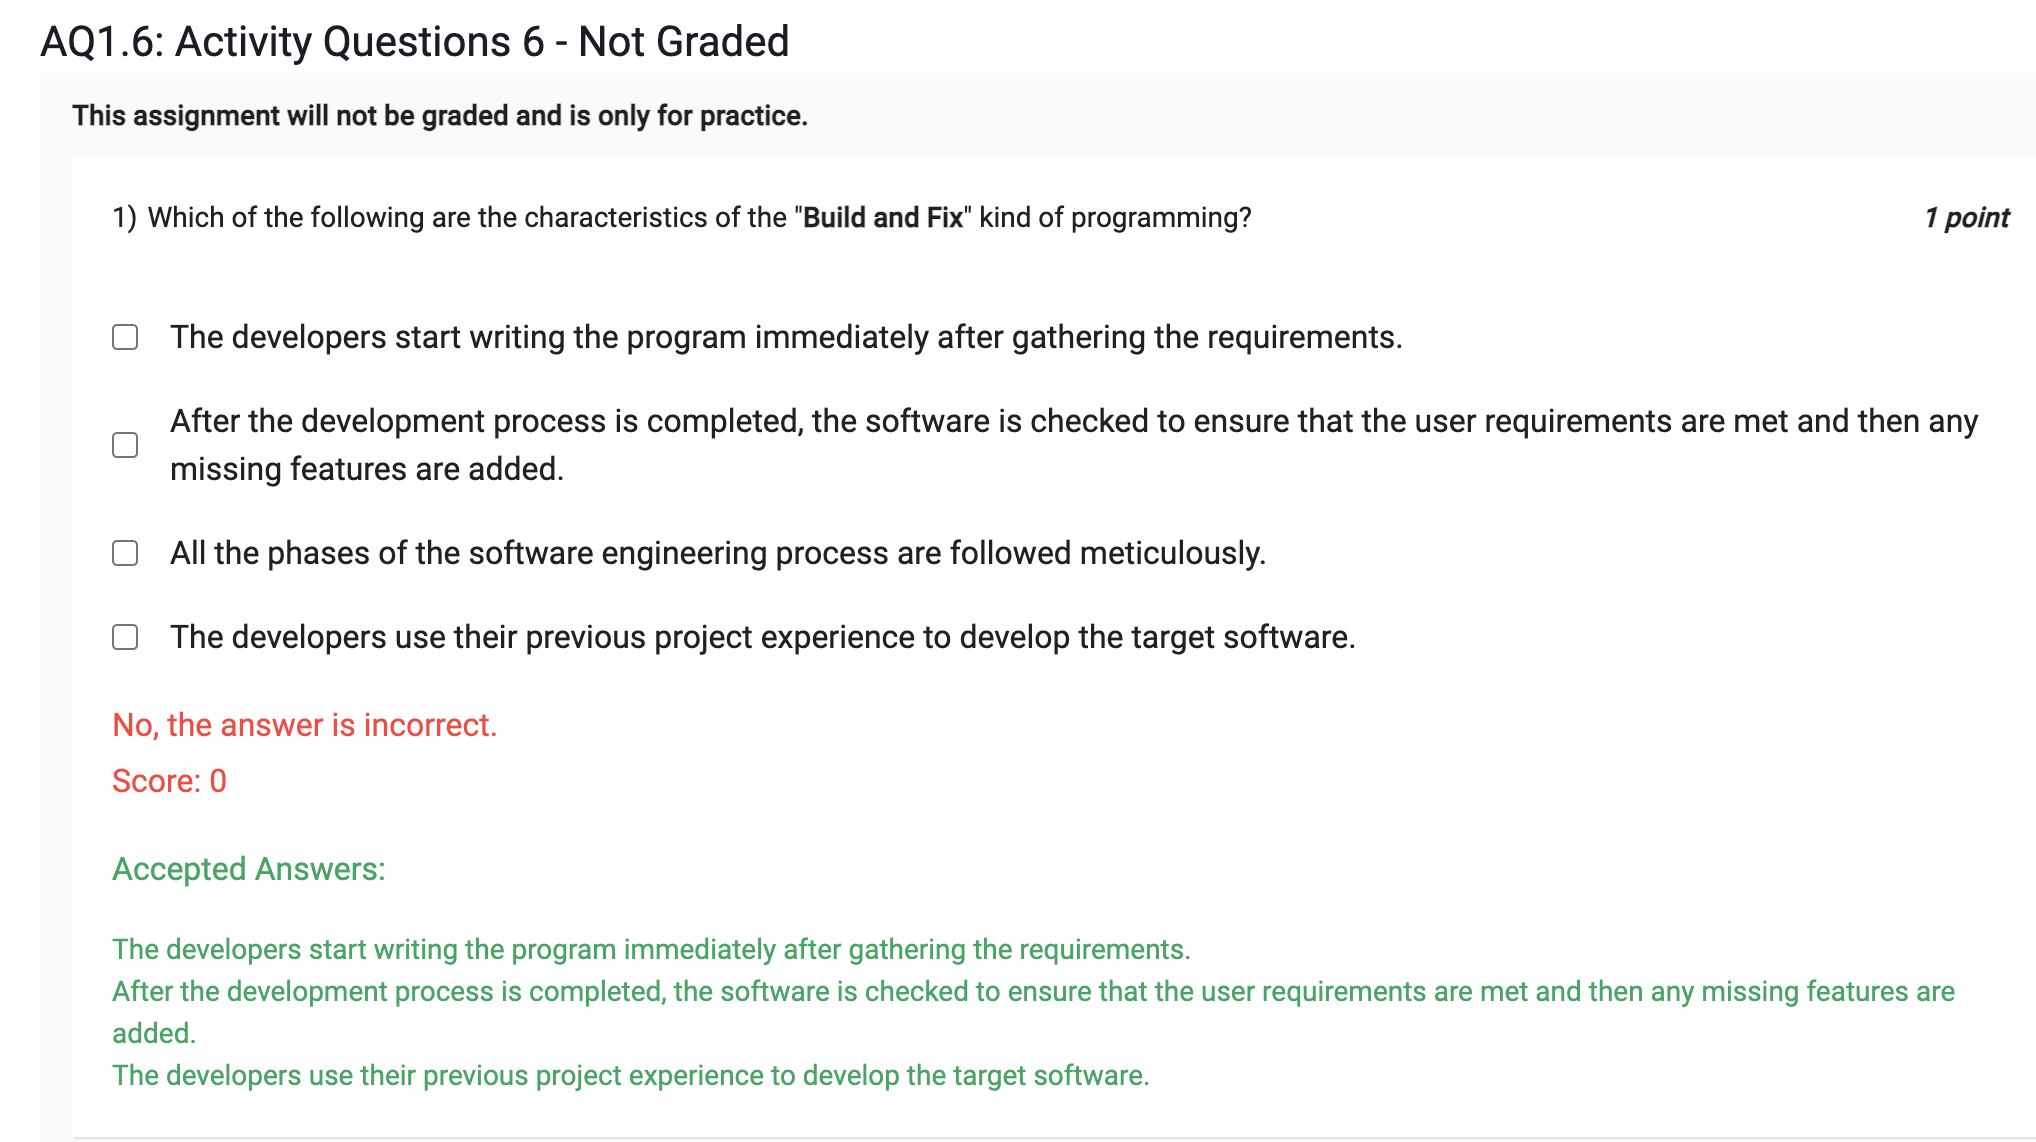 AQ1.6: Activity Questions 6 - Not Graded
This assignment will not be graded and is only for practice.
1) Which of the following are the characteristics of the "Build and Fix" kind of programming?
1 point
The developers start writing the program immediately after gathering the requirements.
After the development process is completed, the software is checked to ensure that the user requirements are met and then any
missing features are added.
All the phases of the software engineering process are followed meticulously.
The developers use their previous project experience to develop the target software.
No, the answer is incorrect.
Score: 0
Accepted Answers:
The developers start writing the program immediately after gathering the requirements.
After the development process is completed, the software is checked to ensure that the user requirements are met and then any missing features are
added.
The developers use their previous project experience to develop the target software.